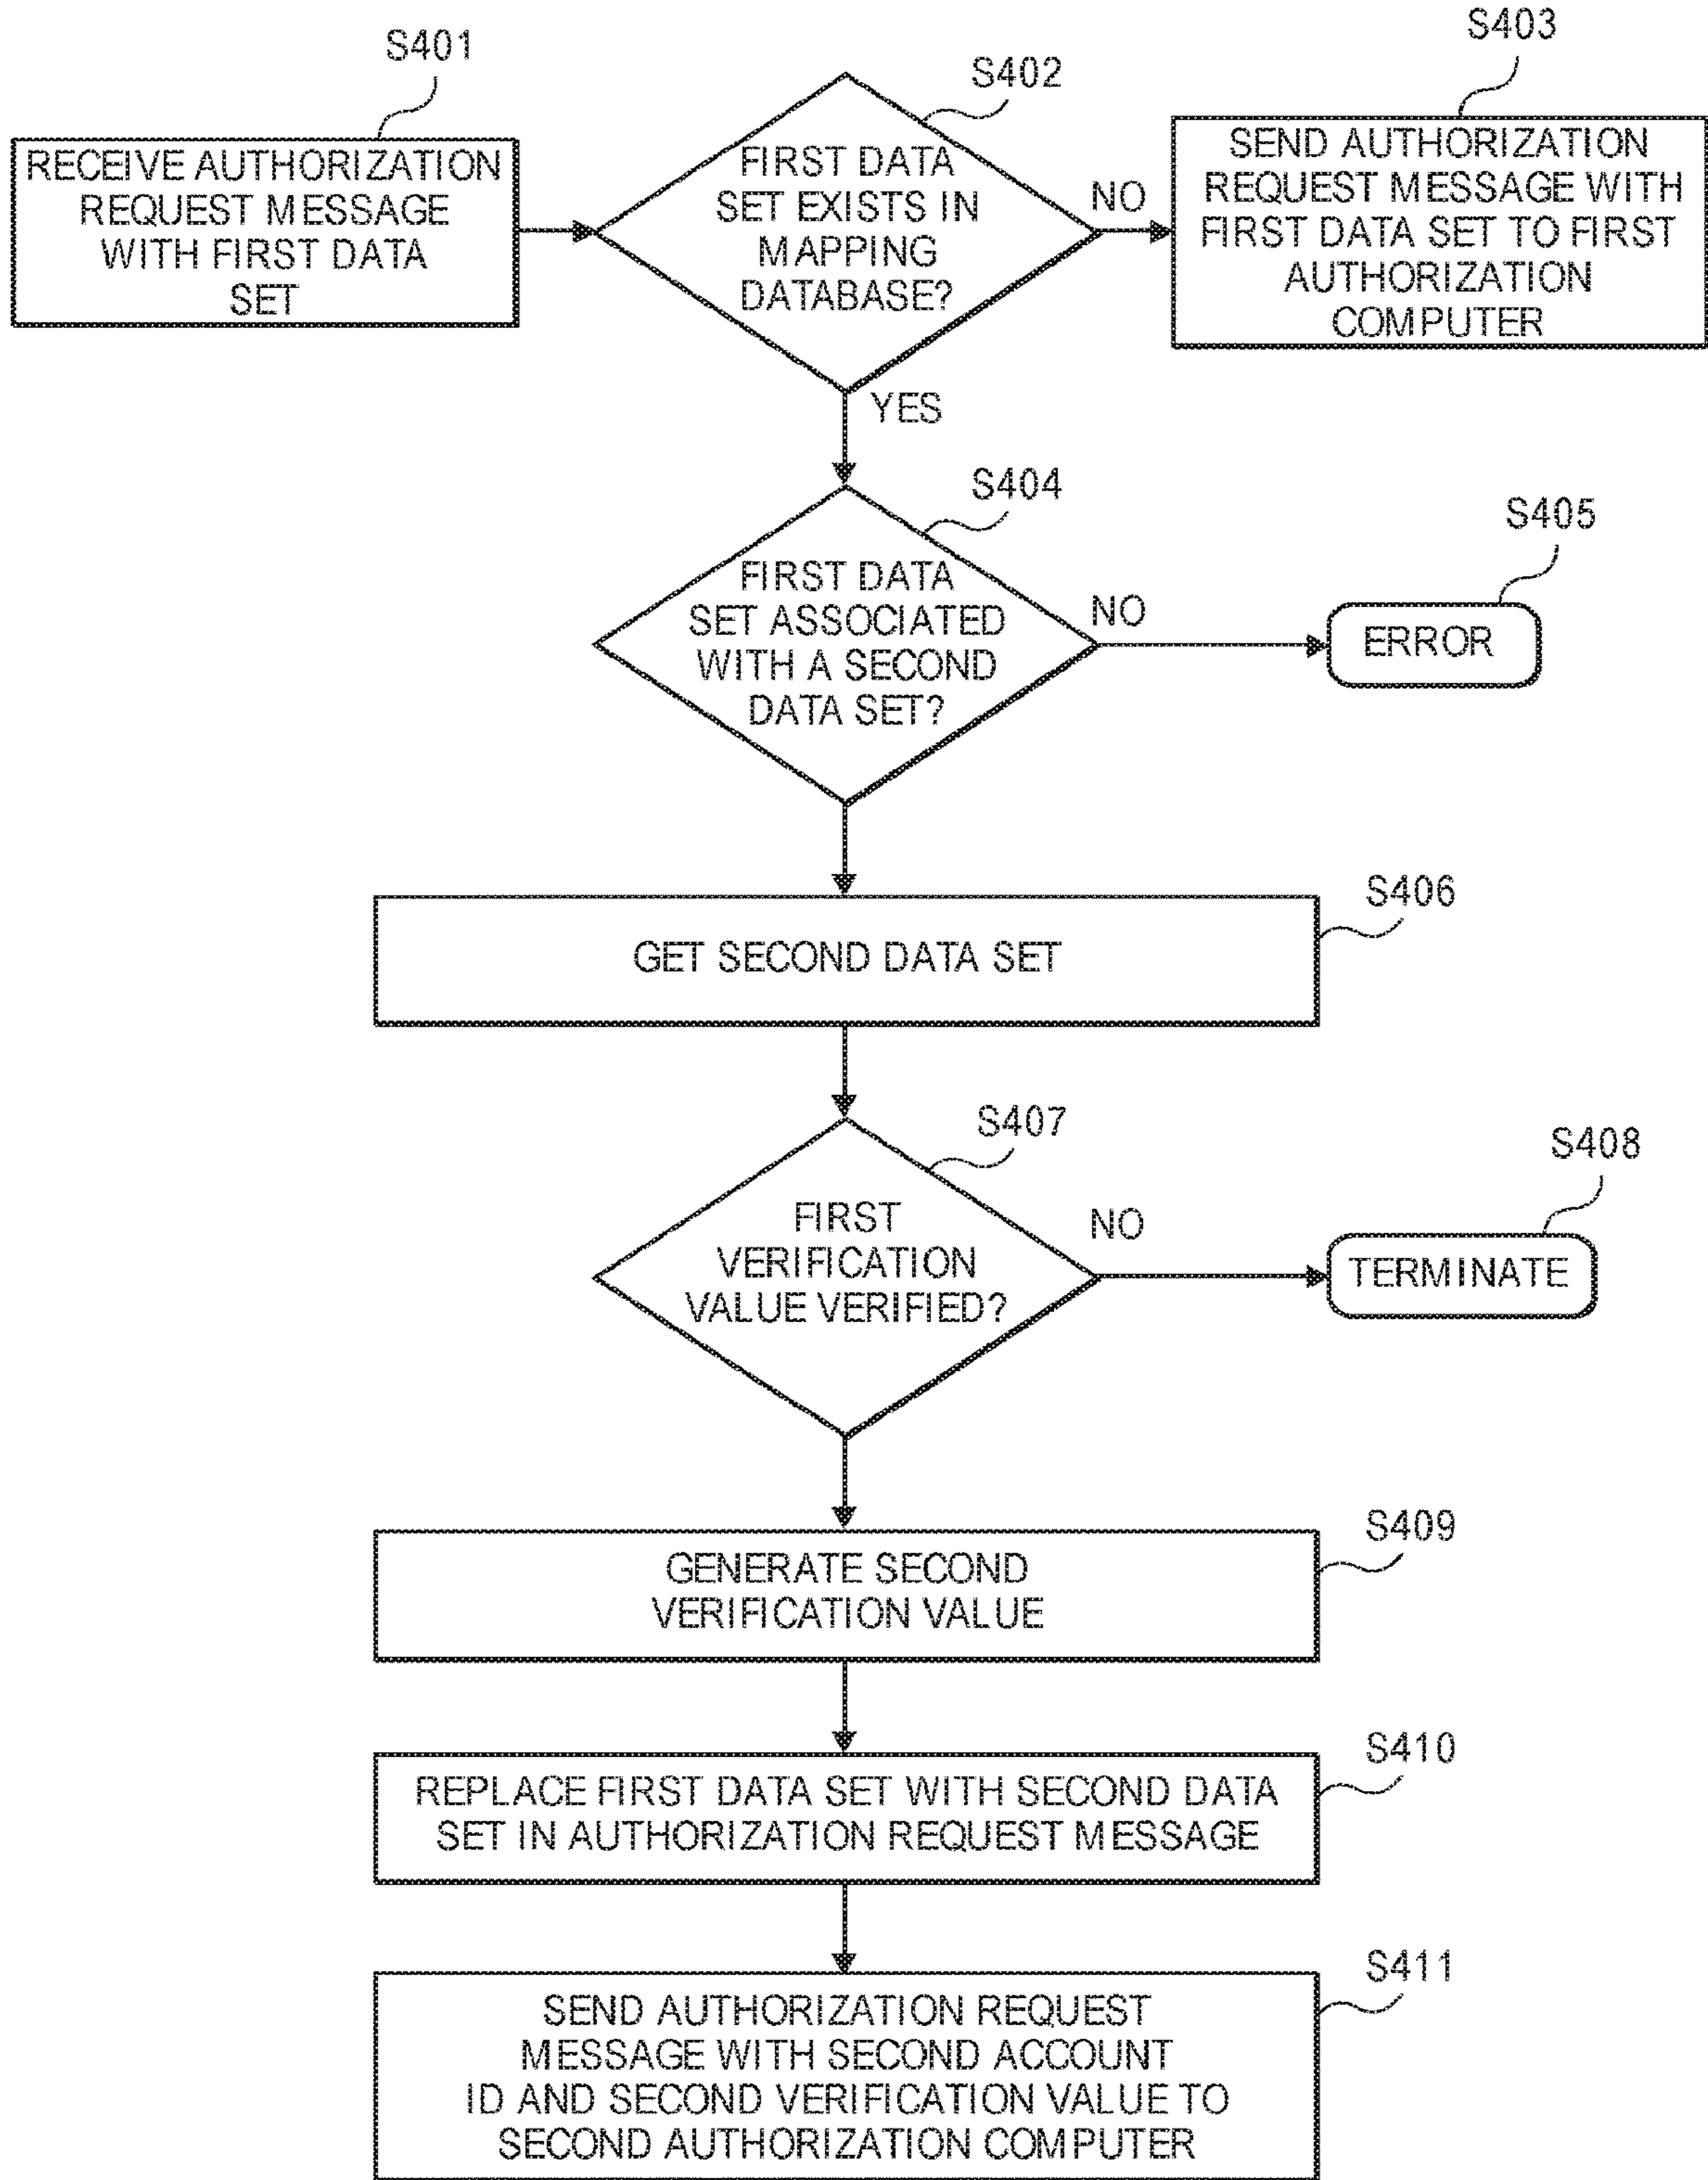 S401
RECEIVE AUTHORIZATION
REQUEST MESSAGE
WITH FIRST DATA
SET
S402
FIRST DATA
SET EXISTS IN
MAPPING
DATABASE?
NO
S403
SEND AUTHORIZATION
REQUEST MESSAGE WITH
FIRST DATA SET TO FIRST
AUTHORIZATION
COMPUTER
YES
S404
FIRST DATA
SET ASSOCIATED
WITH A SECOND
DATA SET?
NO
S405
ERROR
S406
GET SECOND DATA SET
S407
FIRST
VERIFICATION
VALUE VERIFIED?
NO
S408
TERMINATE
S409
GENERATE SECOND
VERIFICATION VALUE
S410
REPLACE FIRST DATA SET WITH SECOND DATA
SET IN AUTHORIZATION REQUEST MESSAGE
S411
SEND AUTHORIZATION REQUEST
MESSAGE WITH SECOND ACCOUNT
ID AND SECOND VERIFICATION VALUE TO
SECOND AUTHORIZATION COMPUTER